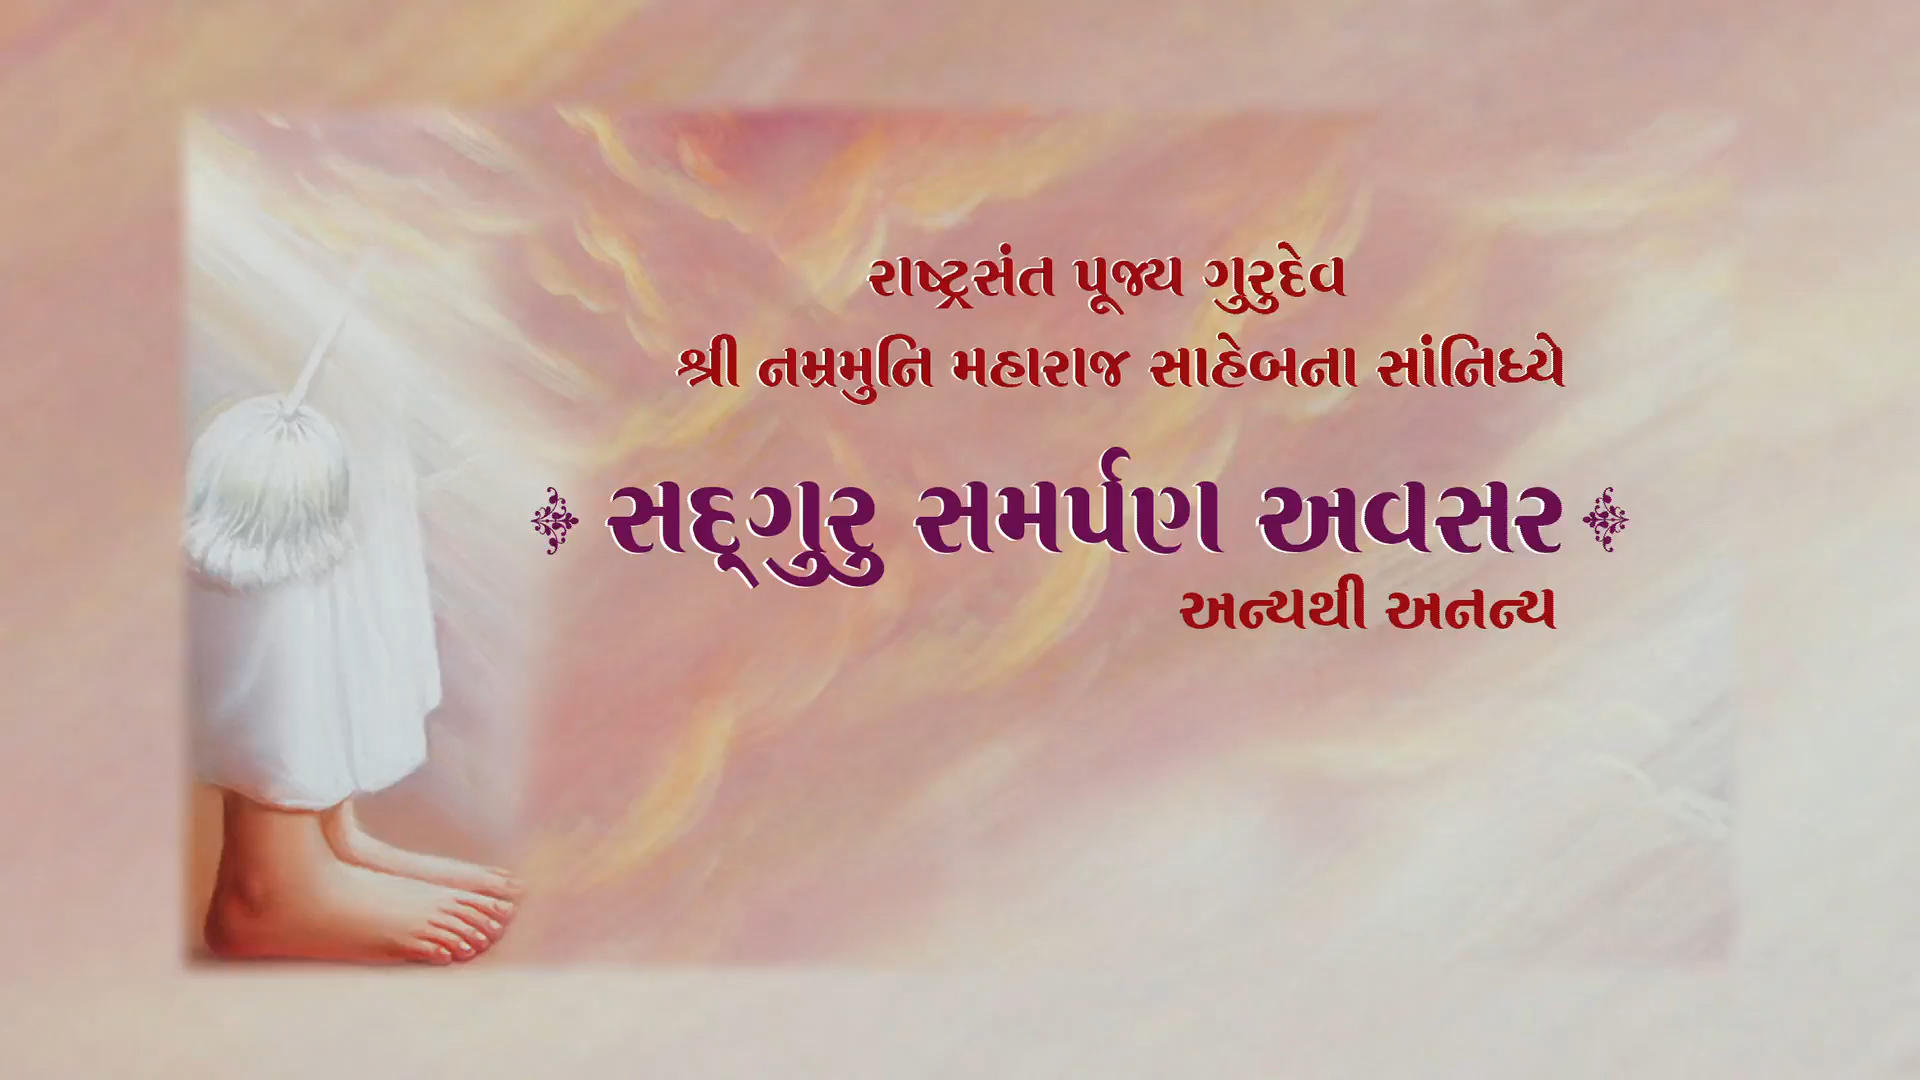 રાષ્ટ્રસંત પૂજ્ય ગુરુદેવ
શ્રી નમ્રમુનિ મહારાજ સાહેબના સાંનિધ્યે
સદ્‌ગુરુ સમર્પણ અવસર
અન્યથી અનન્ય